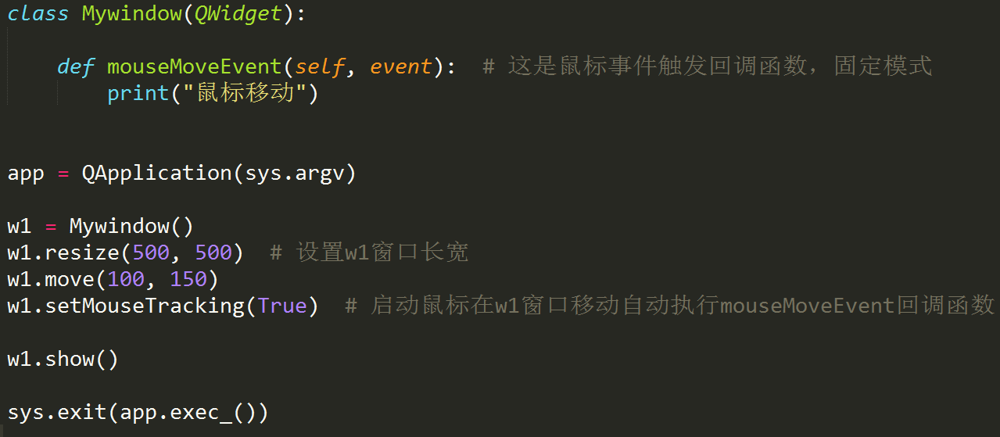 class Mywindow(QWidget):
def mouseMoveEvent(self, event):  # 这是鼠标事件触发回调函数，固定模式
print("鼠标移动")
app = QApplication(sys.argv)
w1 = Mywindow()
w1.resize(500, 500)  # 设置w1窗口长宽
w1.move(100, 150)
w1.setMouseTracking(True)  # 启动鼠标在w1窗口移动自动执行mouseMoveEvent回调函数
w1.show()
sys.exit(app.exec_())